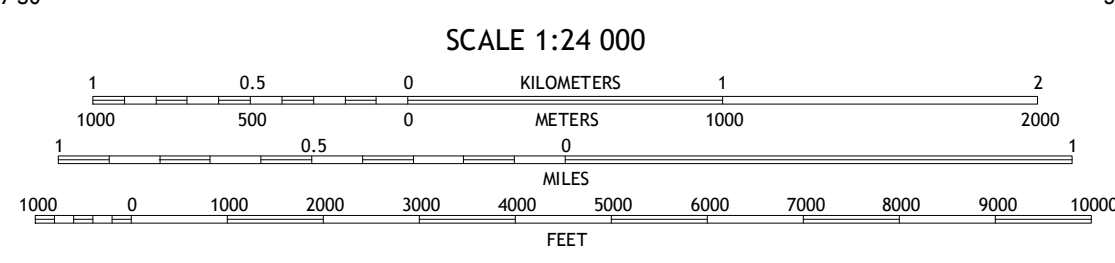 SCALE 1:24 000
1 0.5 0 KILOMETERS 1 2
1000 500 0 METERS 1000 2000
1 0.5 0 1
MILES
1000 0 1000 2000 3000 4000 5000 6000 7000 8000 9000 10000
FEET